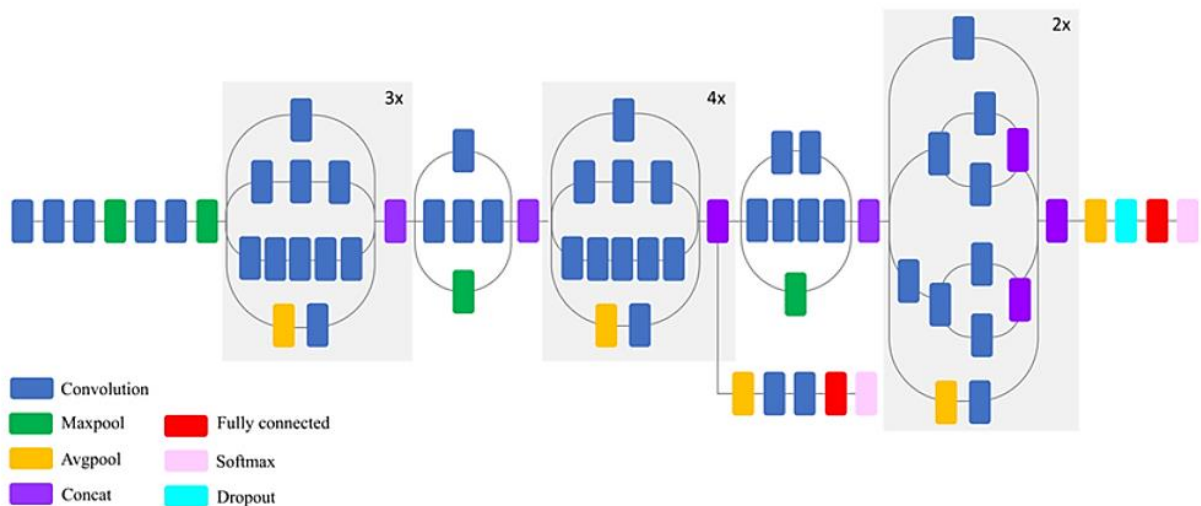 2x
3x
4x
Convolution
Maxpool
Fully connected
Avgpool
Softmax
Concat
Dropout